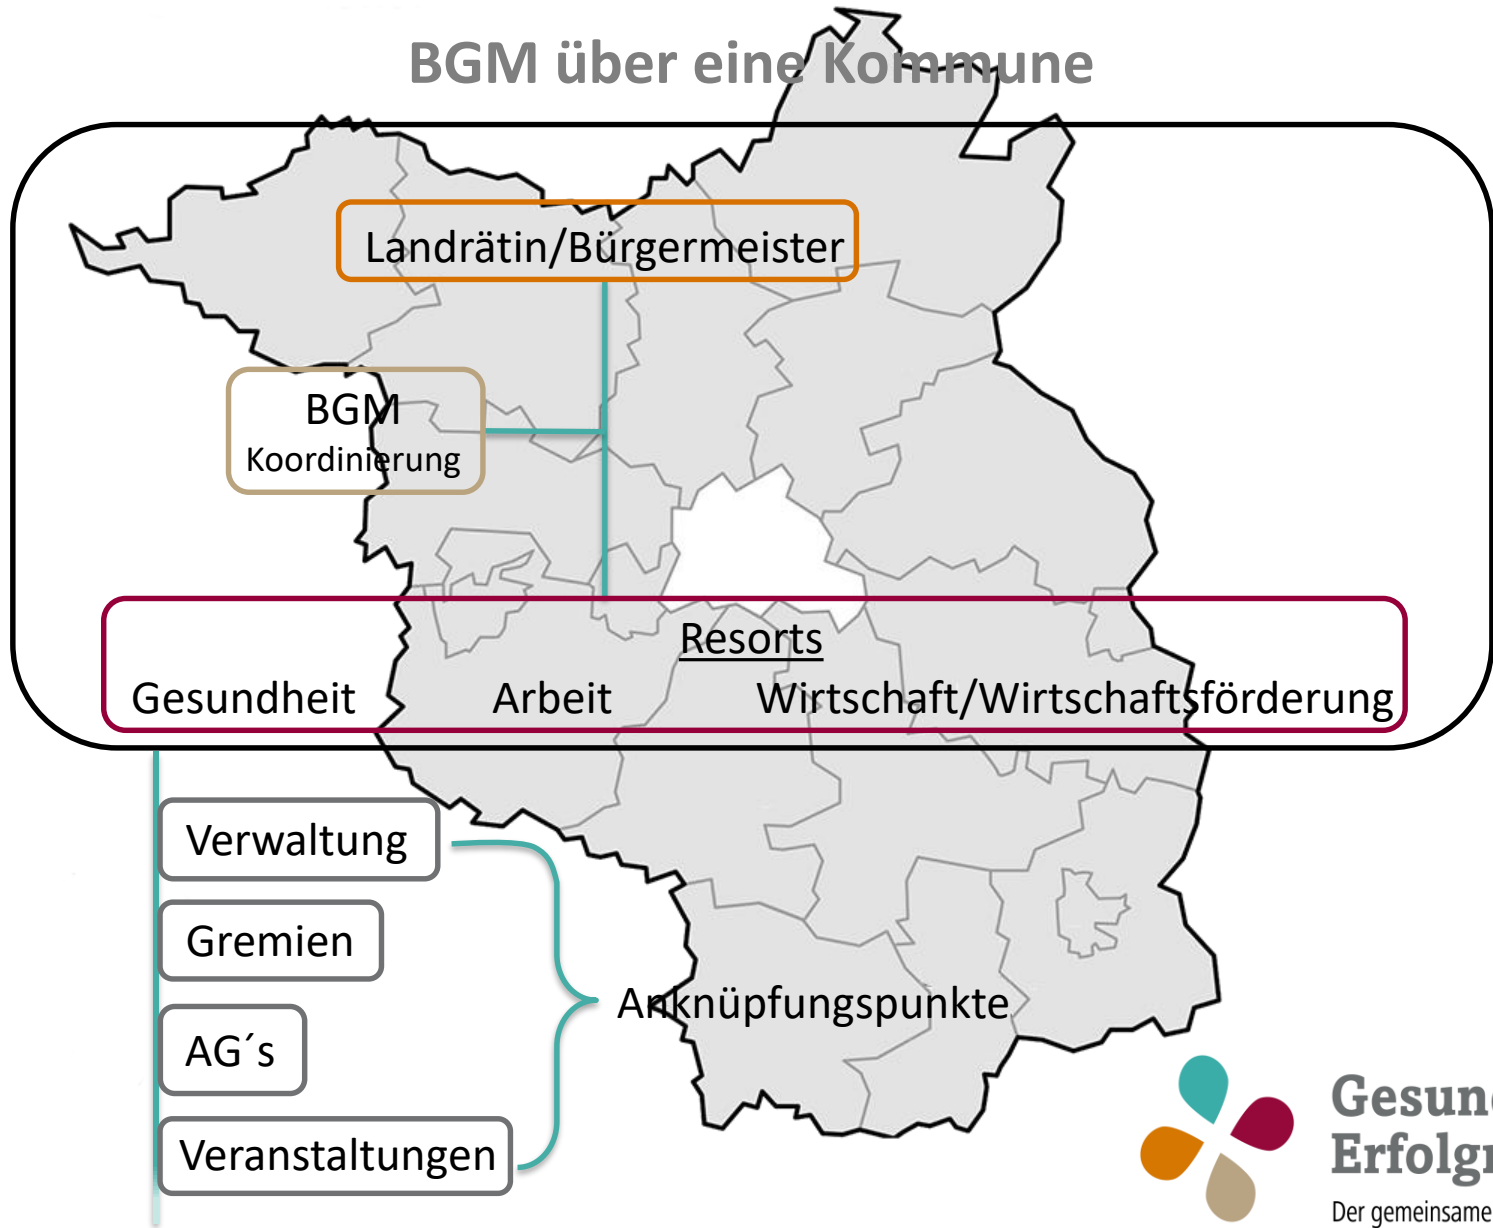 BGM über eine Kommune
Landrätin/Bürgermeister
BGM
Koordinierung
Resorts
Gesundheit Arbeit Wirtschaft/Wirtschaftsförderung
Verwaltung
Gremien
AG´s
Veranstaltungen
Anknüpfungspunkte
Der gemeinsame